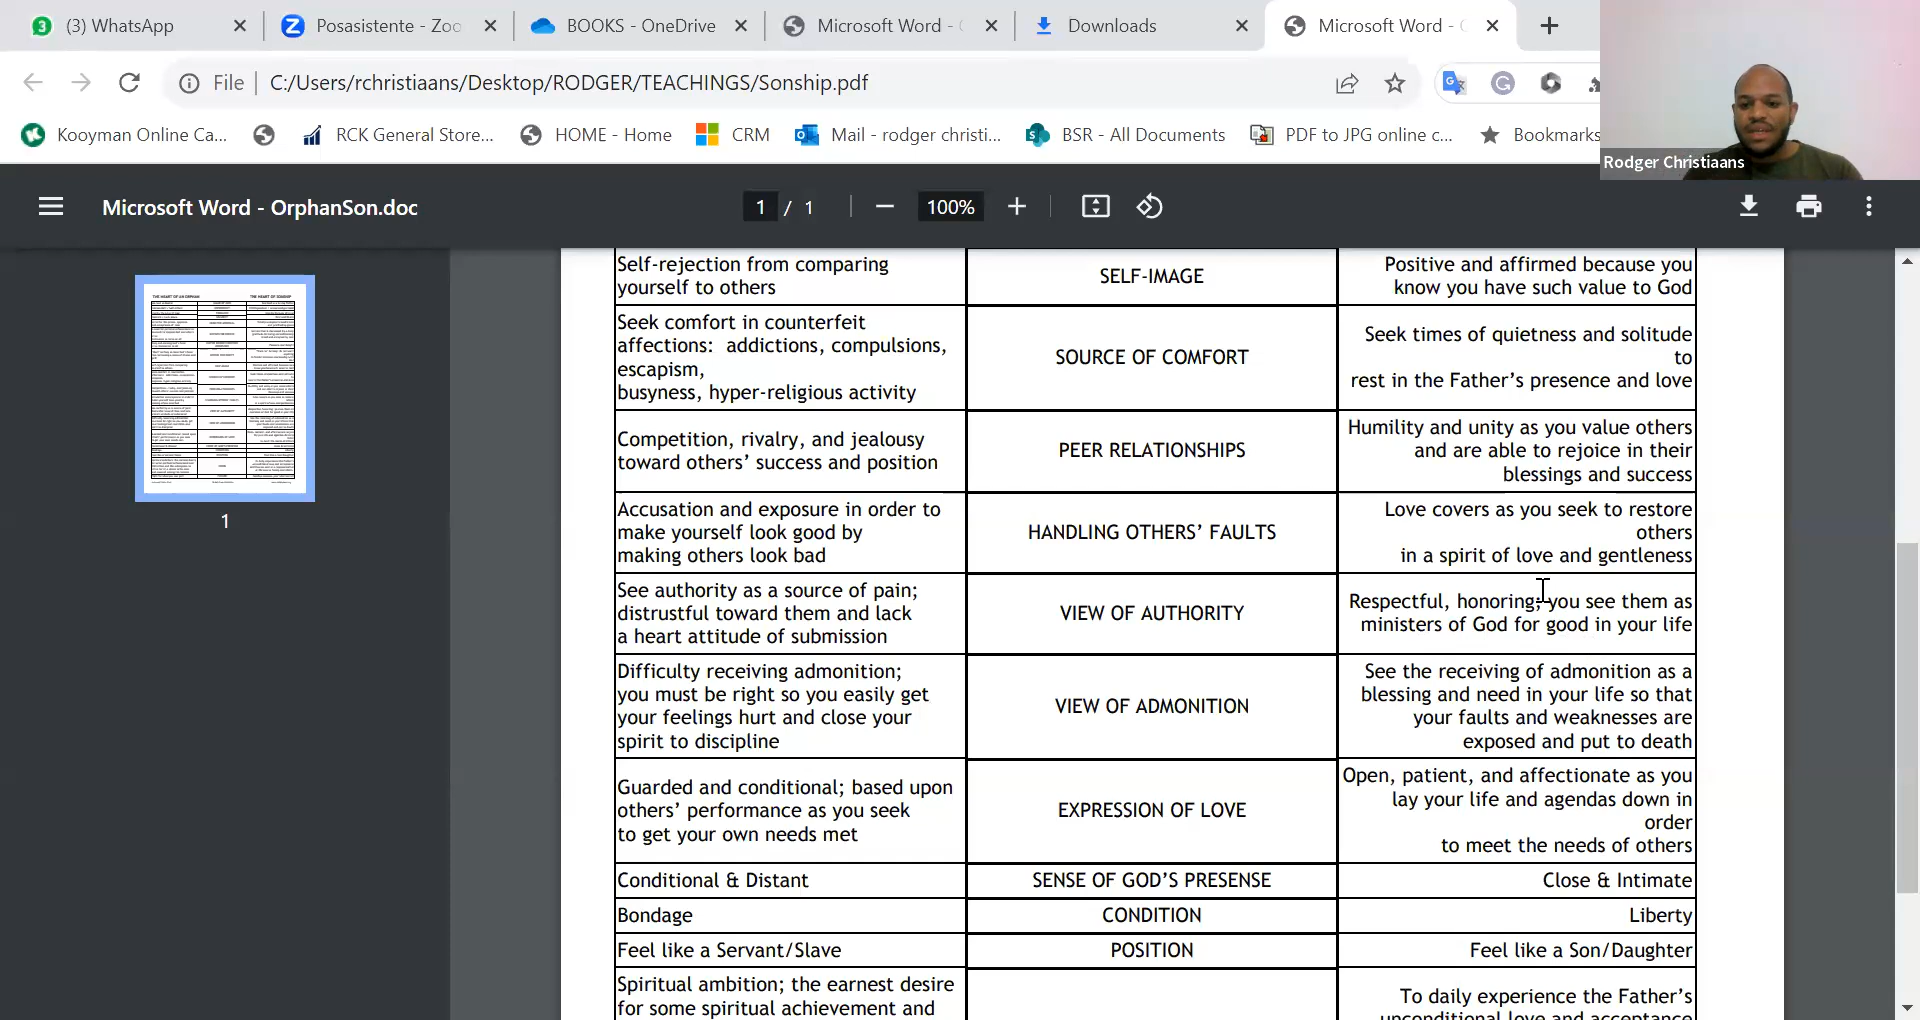 (3) WhatsApp
Posasistente - Zoo
BOOKS - OneDrive
Microsoft Word -
Downloads
Microsoft Word -
File
C:/Users/rchristiaans/Desktop/RODGER/TEACHINGS/Sonship.pdf
Kooyman Online Ca...
RCK General Store...
HOME - Home
CRM
Mail - rodger christi...
BSR - All Documents
PDF to JPG online c...
Bookmarks
Rodger Christiaans
Microsoft Word - OrphanSon.doc
1 / 1
100%
THE HEART OF AN ORPHAN
THE HEART OF SONSHIP
1
Self-rejection from comparing
yourself to others
SELF-IMAGE
Positive and affirmed because you
know you have such value to God
Seek comfort in counterfeit
affections: addictions, compulsions,
escapism,
busyness, hyper-religious activity
SOURCE OF COMFORT
Seek times of quietness and solitude
to
rest in the Father’s presence and love
Competition, rivalry, and jealousy
toward others’ success and position
PEER RELATIONSHIPS
Humility and unity as you value others
and are able to rejoice in their
blessings and success
Accusation and exposure in order to
make yourself look good by
making others look bad
HANDLING OTHERS’ FAULTS
Love covers as you seek to restore
others
in a spirit of love and gentleness
See authority as a source of pain;
distrustful toward them and lack
a heart attitude of submission
VIEW OF AUTHORITY
Respectful, honoring; you see them as
ministers of God for good in your life
Difficulty receiving admonition;
you must be right so you easily get
your feelings hurt and close your
spirit to discipline
VIEW OF ADMONITION
See the receiving of admonition as a
blessing and need in your life so that
your faults and weaknesses are
exposed and put to death
Guarded and conditional; based upon
others’ performance as you seek
to get your own needs met
EXPRESSION OF LOVE
Open, patient, and affectionate as you
lay your life and agendas down in
order
to meet the needs of others
Conditional & Distant
SENSE OF GOD’S PRESENSE
Close & Intimate
Bondage
CONDITION
Liberty
Feel like a Servant/Slave
POSITION
Feel like a Son/Daughter
Spiritual ambition; the earnest desire
for some spiritual achievement and
To daily experience the Father’s
unconditional love and acceptance